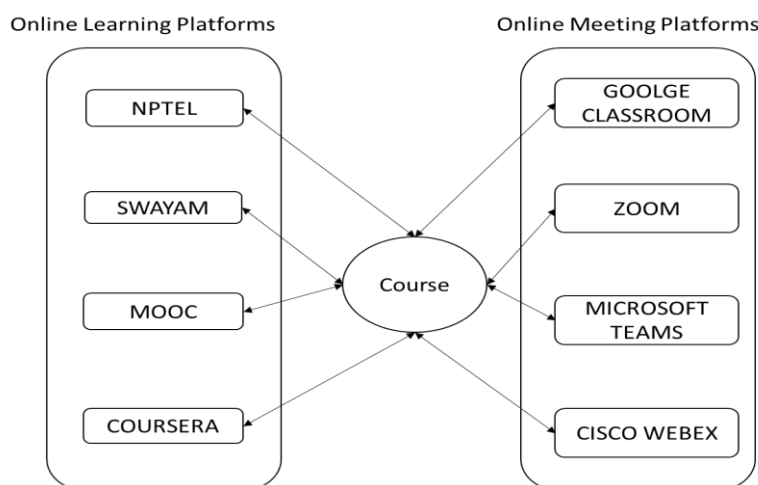 Online Learning Platforms
Online Meeting Platforms
NPTEL
SWAYAM
MOOC
COURSERA
Course
GOOLGE
CLASSROOM
ZOOM
MICROSOFT
TEAMS
CISCO WEBEX